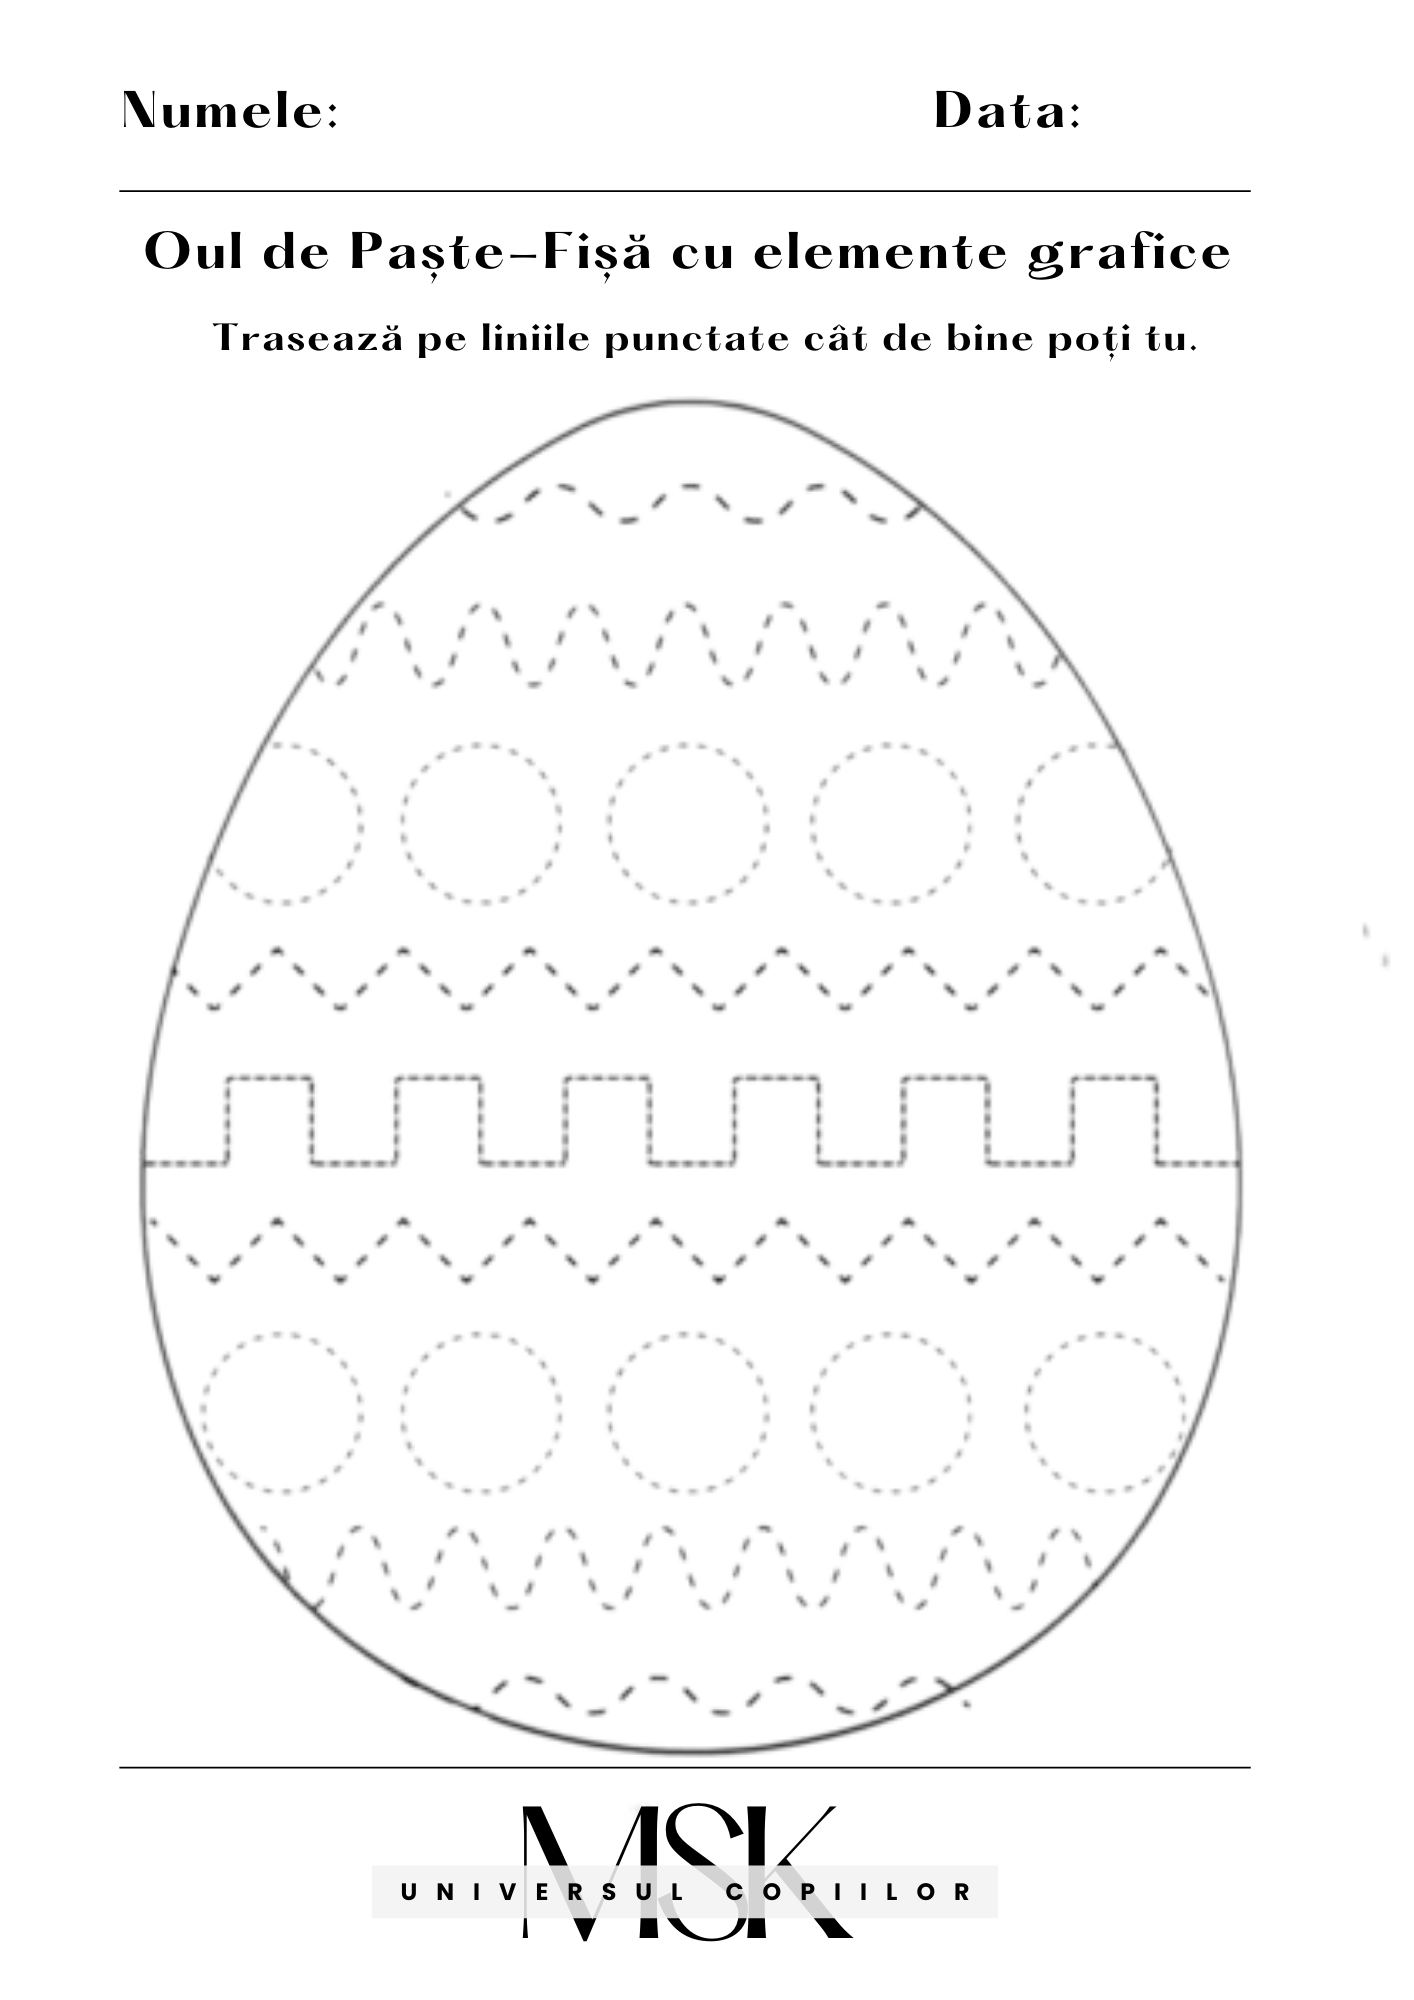 Numele: Data:
Oul de Paște-Fișă cu elemente grafice
Trasează pe liniile punctate cât de bine poți tu.
MSK
UNIVERSUL COPIILOR